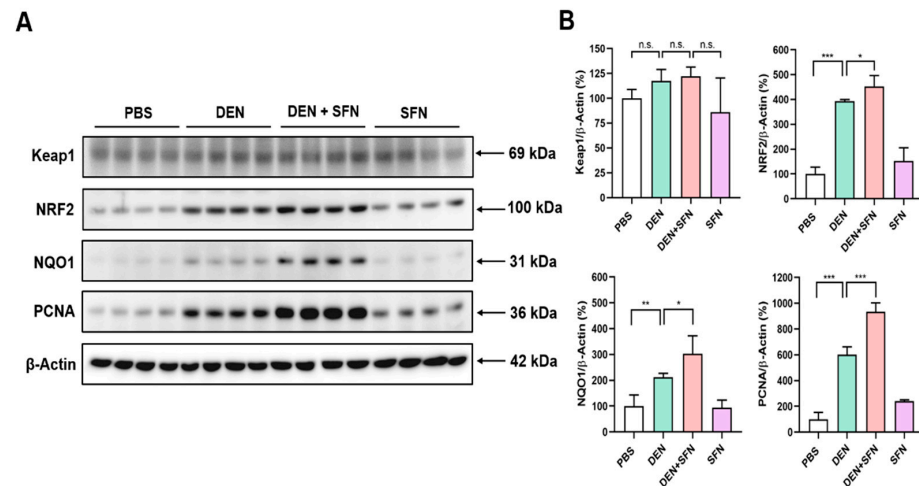 A
PBS DEN DEN + SFN SFN
Keap1 69 kDa
NRF2 100 kDa
NQO1 31 kDa
PCNA 36 kDa
β-Actin 42 kDa
B
Keap1/β-Actin (%)
150
125
100
75
50
25
0
n.s. n.s. n.s.
PBS DEN DEN+SFN SFN
NRF2/β-Actin (%)
600
500
400
300
200
100
0
*** *
PBS DEN DEN+SFN SFN
NQO1/β-Actin (%)
600
500
400
300
200
100
0
** *
PBS DEN DEN+SFN SFN
PCNA/β-Actin (%)
1200
1000
800
600
400
200
0
*** ***
PBS DEN DEN+SFN SFN